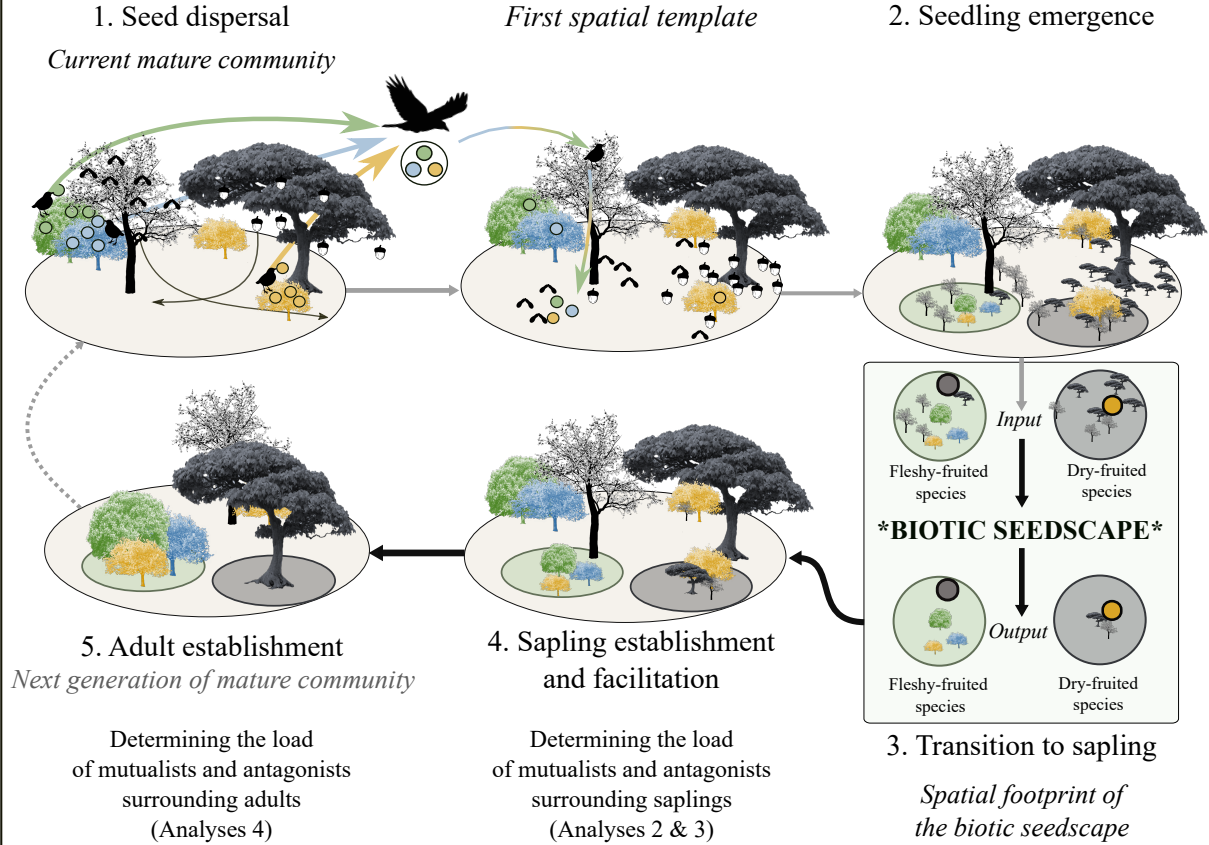 1. Seed dispersal
Current mature community
First spatial template
2. Seedling emergence
Input
Fleshy-fruited
species
Dry-fruited
species
*BIOTIC SEEDSCAPE*
Output
Fleshy-fruited
species
Dry-fruited
species
3. Transition to sapling
Spatial footprint of
the biotic seedscape
4. Sapling establishment
and facilitation
Determining the load
of mutualists and antagonists
surrounding saplings
(Analyses 2 & 3)
5. Adult establishment
Next generation of mature community
Determining the load
of mutualists and antagonists
surrounding adults
(Analyses 4)